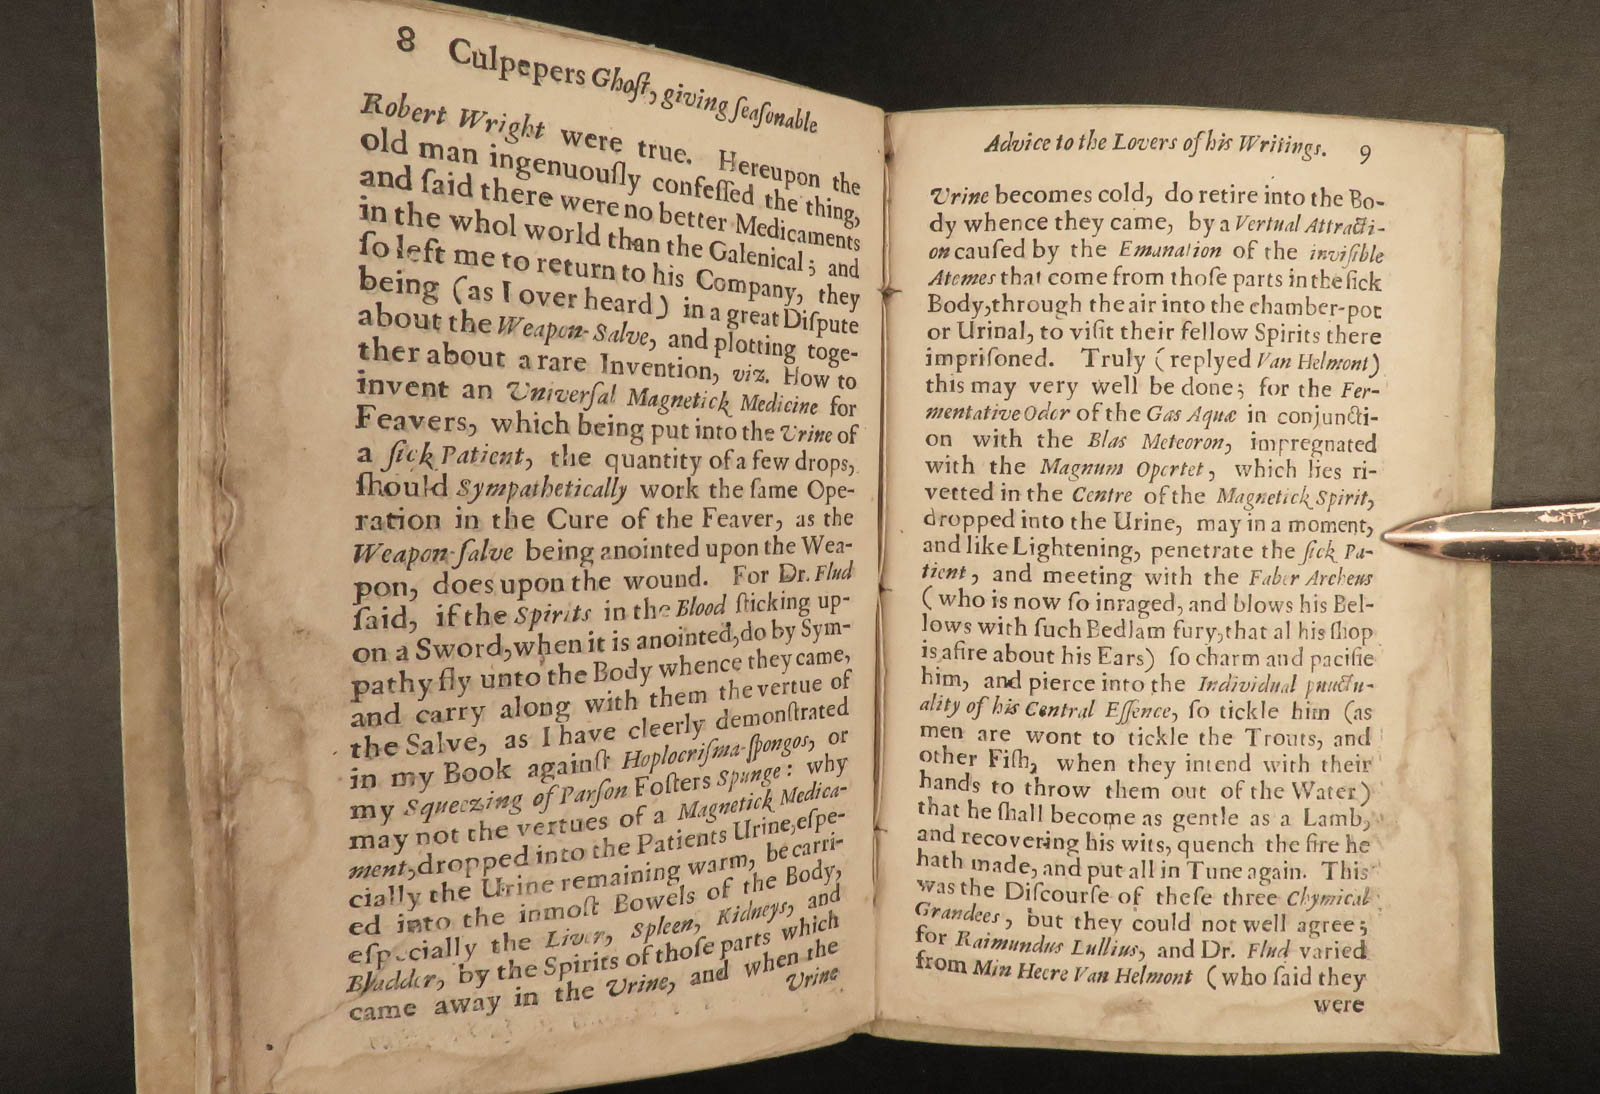 8 Culpepers Ghoſt, giving ſeaſonable
Robert Wright were true. Hereupon the
old man ingenuouſly confeſſed the thing,
and ſaid there were no better Medicaments
in the whol world than the Galenical; and
ſo left me to return to his Company, they
being (as I over heard) in a great Diſpute
about the Weapon-Salve, and plotting toge-
ther about a rare Invention, viz. How to
invent an Univerſal Magnetick Medicine for
Feavers, which being put into the Urine of
a ſick Patient, the quantity of a few drops,
ſhould Sympathetically work the ſame Ope-
ration in the Cure of the Feaver, as the
Weapon-ſalve being anointed upon the Wea-
pon, does upon the wound. For Dr. Flud
ſaid, if the Spirits in the Blood ſticking up-
on a Sword, when it is anointed, do by Sym-
pathy fly unto the Body whence they came,
and carry along with them the vertue of
the Salve, as I have cleerly demonſtrated
in my Book againſt Hoplocriſma-ſpongos, or
my Squeezing of Parſon Foſters Spunge: why
may not the vertues of a Magnetick Medica-
ment, dropped into the Patients Urine, eſpe-
cially the Urine remaining warm, be carri-
ed into the inmoſt Bowels of the Body,
eſpecially the Liver, Spleen, Kidneys, and
Bladder, by the Spirits of thoſe parts which
came away in the Urine, and when the
Urine
Advice to the Lovers of his Writings. 9
Urine becomes cold, do retire into the Bo-
dy whence they came, by a Vertual Attracti-
on cauſed by the Emanation of the inviſible
Atomes that come from thoſe parts in the ſick
Body, through the air into the chamber-pot
or Urinal, to viſit their fellow Spirits there
impriſoned. Truly (replyed Van Helmont)
this may very well be done; for the Fer-
mentative Odor of the Gas Aquæ in conjuncti-
on with the Blas Meteoron, impregnated
with the Magnum Oportet, which lies ri-
vetted in the Centre of the Magnetick Spirit,
dropped into the Urine, may in a moment,
and like Lightening, penetrate the ſick Pa-
tient, and meeting with the Faber Archeus
(who is now ſo inraged, and blows his Bel-
lows with ſuch Bedlam fury, that al his ſhop
is afire about his Ears) ſo charm and pacifie
him, and pierce into the Individual puuctu-
ality of his Central Eſſence, ſo tickle him (as
men are wont to tickle the Trouts, and
other Fiſh, when they intend with their
hands to throw them out of the Water)
that he ſhall become as gentle as a Lamb,
and recovering his wits, quench the fire he
hath made, and put all in Tune again. This
was the Diſcourſe of theſe three Chymical
Grandees, but they could not well agree;
for Raimundus Lullius, and Dr. Flud varied
from Min Heere Van Helmont (who ſaid they
were